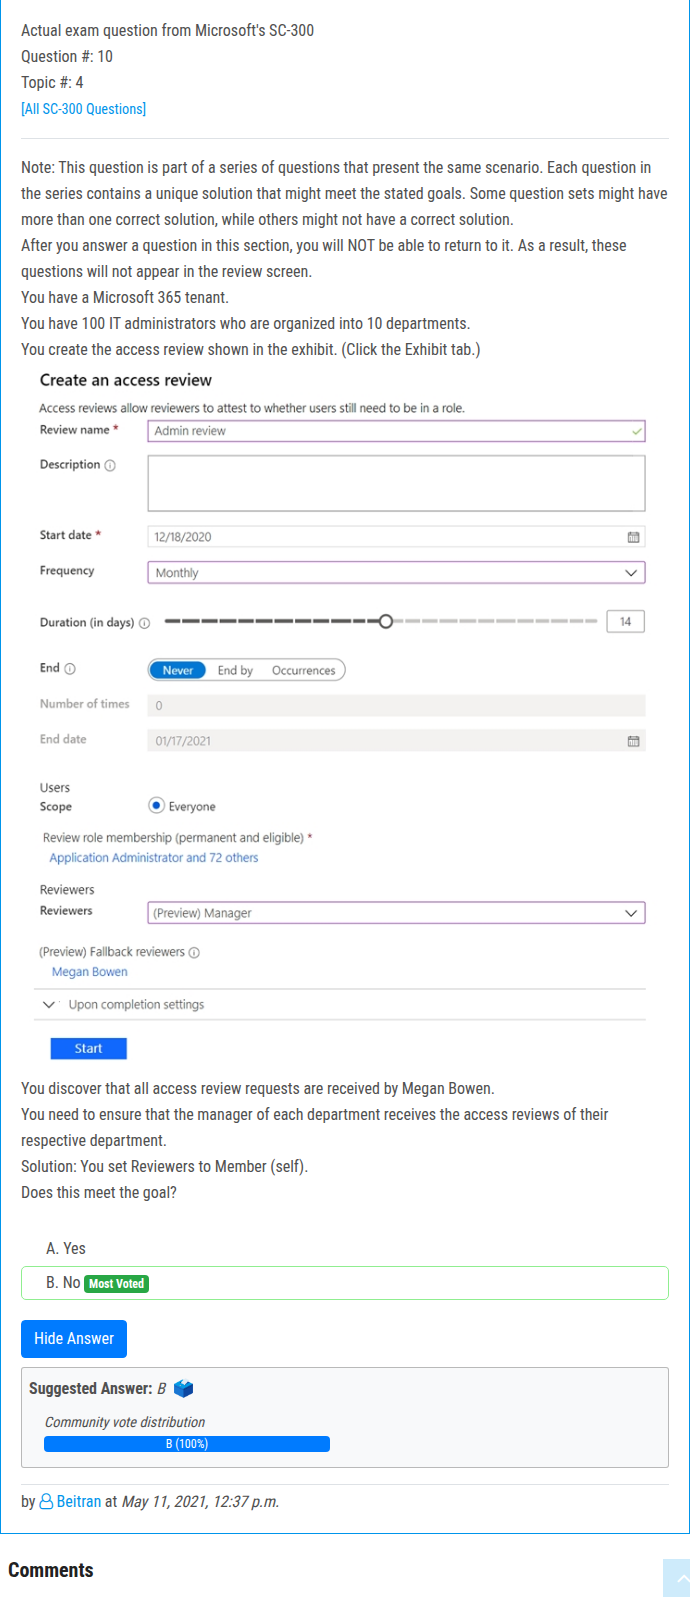 Actual exam question from Microsoft's SC-300
Question #: 10
Topic #: 4
[All SC-300 Questions]
Note: This question is part of a series of questions that present the same scenario. Each question in
the series contains a unique solution that might meet the stated goals. Some question sets might have
more than one correct solution, while others might not have a correct solution.
After you answer a question in this section, you will NOT be able to return to it. As a result, these
questions will not appear in the review screen.
You have a Microsoft 365 tenant.
You have 100 IT administrators who are organized into 10 departments.
You create the access review shown in the exhibit. (Click the Exhibit tab.)
Create an access review
Access reviews allow reviewers to attest to whether users still need to be in a role.
Review name * Admin review
Description
Start date * 12/18/2020
Frequency Monthly
Duration (in days) 14
End Never End by Occurrences
Number of times 0
End date 01/17/2021
Users
Scope Everyone
Review role membership (permanent and eligible) *
Application Administrator and 72 others
Reviewers
Reviewers (Preview) Manager
(Preview) Fallback reviewers
Megan Bowen
Upon completion settings
Start
You discover that all access review requests are received by Megan Bowen.
You need to ensure that the manager of each department receives the access reviews of their
respective department.
Solution: You set Reviewers to Member (self).
Does this meet the goal?
A. Yes
B. No Most Voted
Hide Answer
Suggested Answer: B
Community vote distribution
B (100%)
by Beitran at May 11, 2021, 12:37 p.m.
Comments